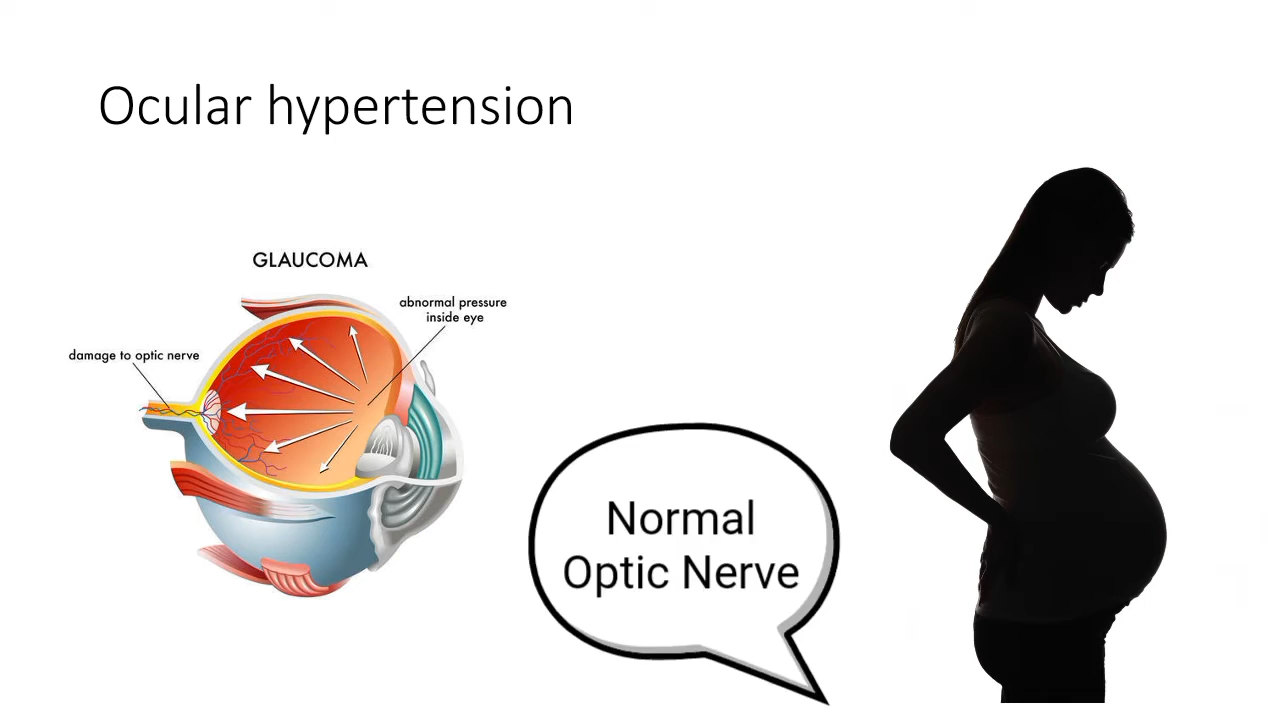 Ocular hypertension
GLAUCOMA
abnormal pressure
inside eye
damage to optic nerve
Normal
Optic Nerve